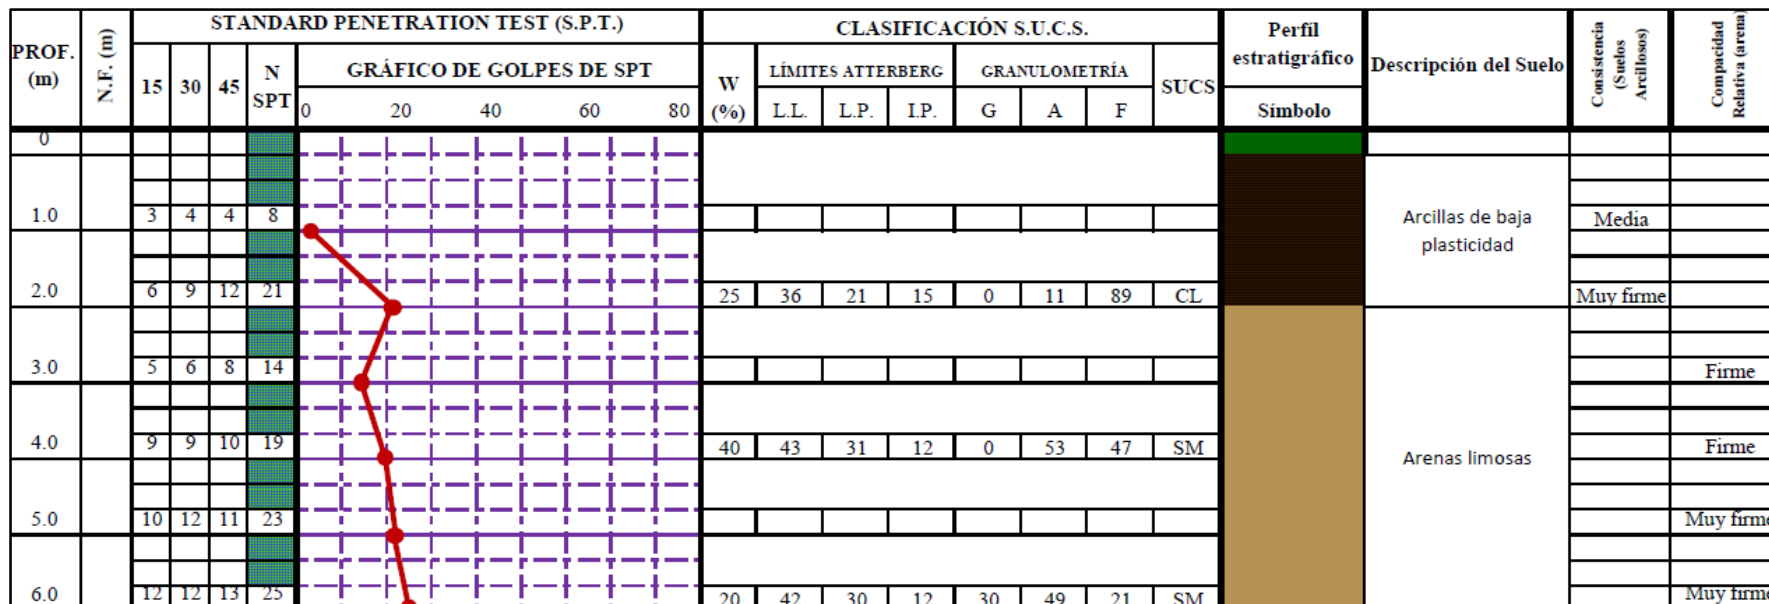 STANDARD PENETRATION TEST (S.P.T.)
CLASIFICACIÓN S.U.C.S.
PROF. (m)
N.F. (m)
15 30 45 N SPT
GRÁFICO DE GOLPES DE SPT
0 20 40 60 80
W (%)
LÍMITES ATTERBERG
L.L. L.P. I.P.
GRANULOMETRÍA
G A F
SUCS
Perfil estratigráfico
Símbolo
Descripción del Suelo
Consistencia (Suelos Arcillosos)
Compacidad Relativa (arena)
0
1.0 3 4 4 8 Media
Arcillas de baja
plasticidad
2.0 6 9 12 21 25 36 21 15 0 11 89 CL Muy firme
3.0 5 6 8 14 Firme
4.0 9 9 10 19 40 43 31 12 0 53 47 SM Firme
Arenas limosas
5.0 10 12 11 23 Muy firme
6.0 12 12 13 25 20 42 30 12 30 49 21 SM Muy firme